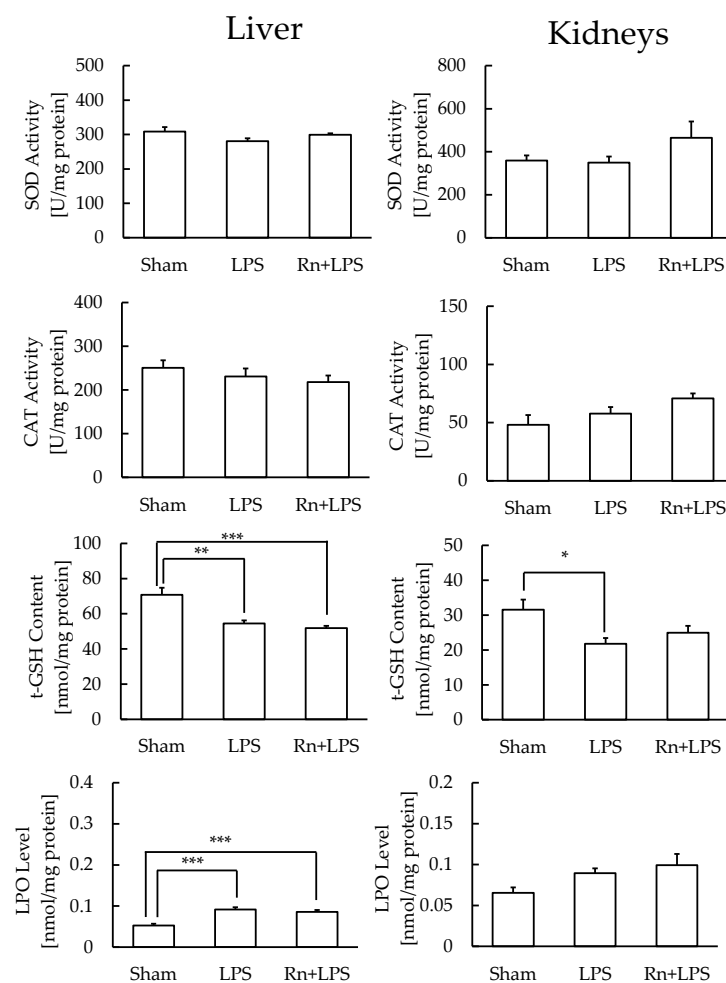 Liver
Kidneys
SOD Activity
[U/mg protein]
500
400
300
200
100
0
Sham LPS Rn+LPS
SOD Activity
[U/mg protein]
800
600
400
200
0
Sham LPS Rn+LPS
CAT Activity
[U/mg protein]
400
300
200
100
0
Sham LPS Rn+LPS
CAT Activity
[U/mg protein]
150
100
50
0
Sham LPS Rn+LPS
t-GSH Content
[nmol/mg protein]
100
80
60
40
20
0
***
**
Sham LPS Rn+LPS
t-GSH Content
[nmol/mg protein]
50
40
30
20
10
0
*
Sham LPS Rn+LPS
LPO Level
[nmol/mg protein]
0.4
0.3
0.2
0.1
0
***
***
Sham LPS Rn+LPS
LPO Level
[nmol/mg protein]
0.2
0.15
0.1
0.05
0
Sham LPS Rn+LPS